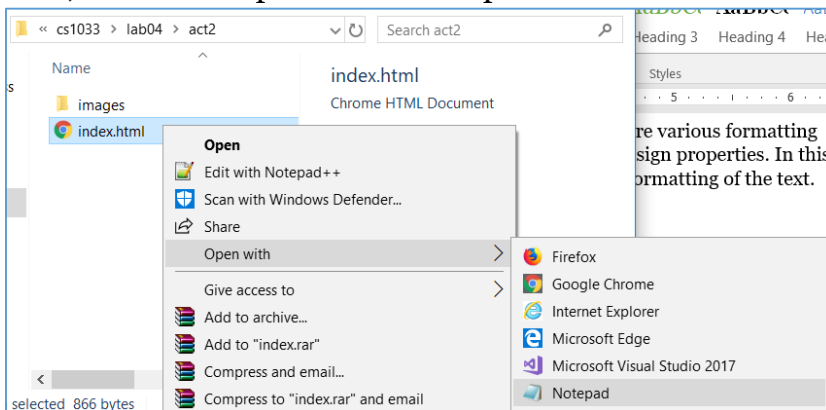 « cs1033 › lab04 › act2
Search act2
Heading 3 Heading 4
Styles
5 6
Name
images
index.html
index.html
Chrome HTML Document
re various formatting
sign properties. In this
ormatting of the text.
Open
Edit with Notepad++
Scan with Windows Defender...
Share
Open with
Give access to
Add to archive...
Add to "index.rar"
Compress and email...
Compress to "index.rar" and email
Firefox
Google Chrome
Internet Explorer
Microsoft Edge
Microsoft Visual Studio 2017
Notepad
selected 866 bytes